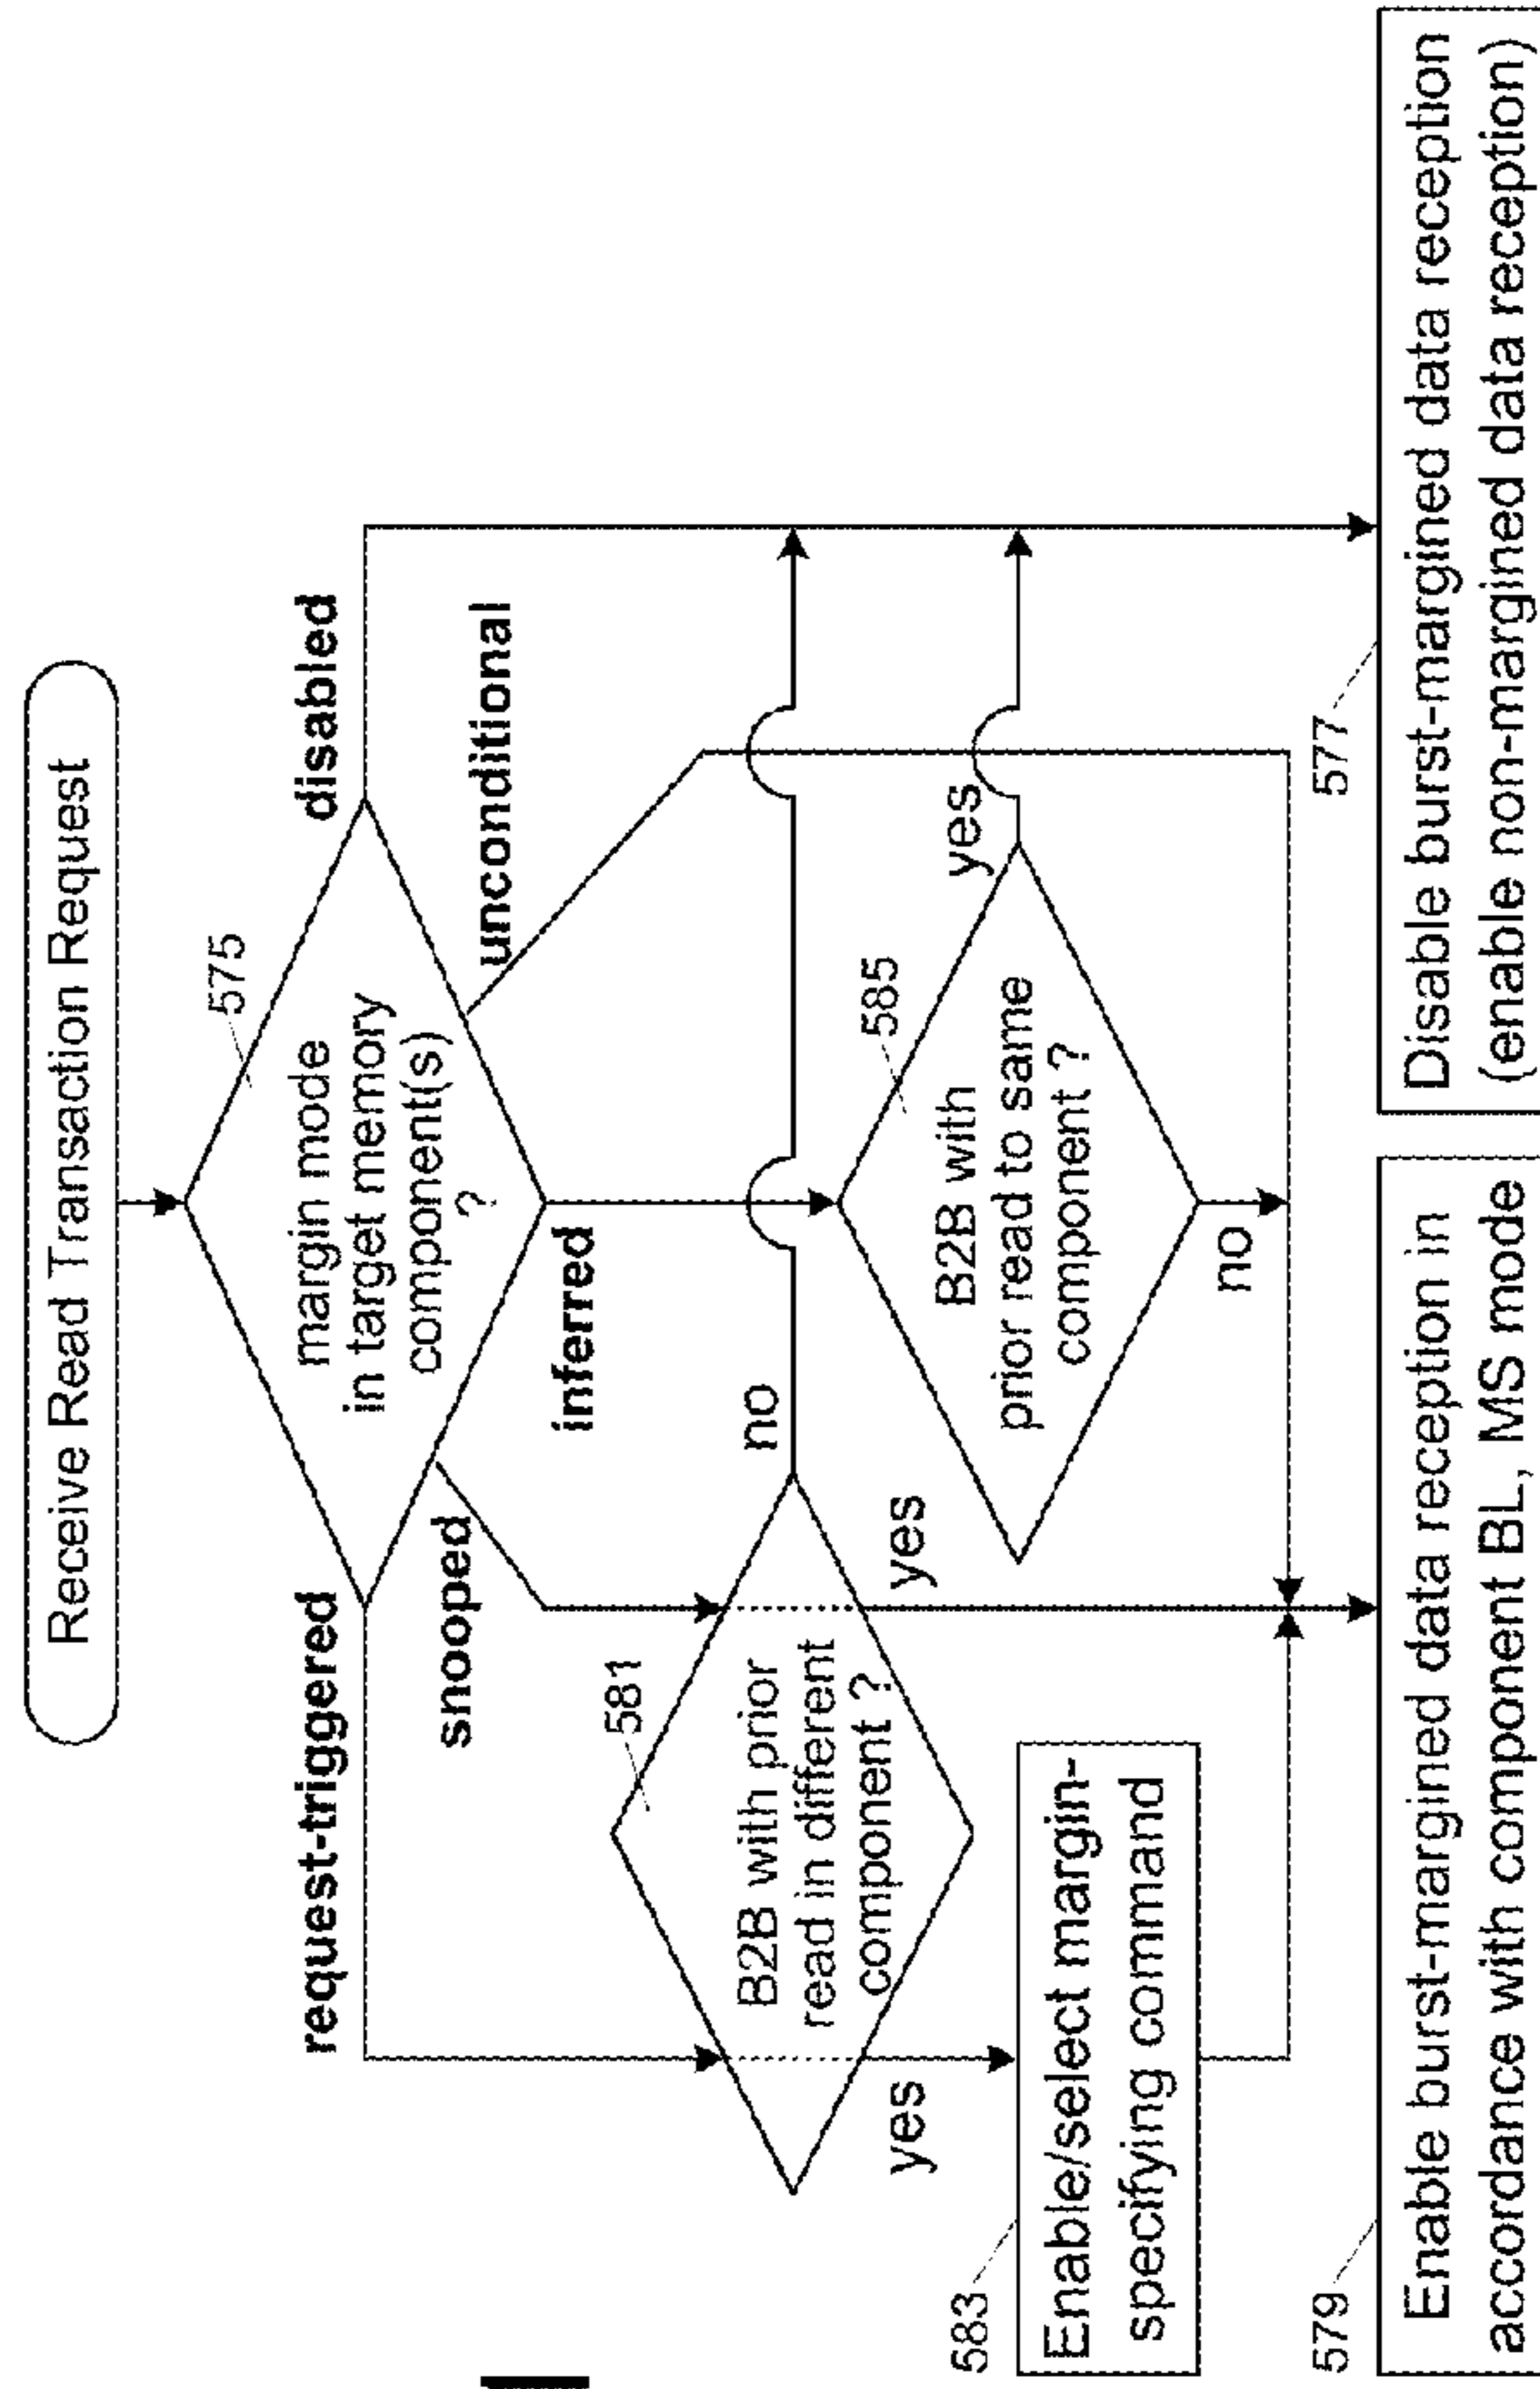 Receive Read Transaction Request
575
margin mode
in target memory
component(s)
?
request-triggered
disabled
snooped
unconditional
inferred
581
B2B with prior
read in different
component ?
no
yes
yes
585
B2B with
prior read to same
component ?
yes
no
583
Enable/select margin-
specifying command
579
Enable burst-margined data reception in
accordance with component BL, MS mode
577
Disable burst-margined data reception
(enable non-margined data reception)